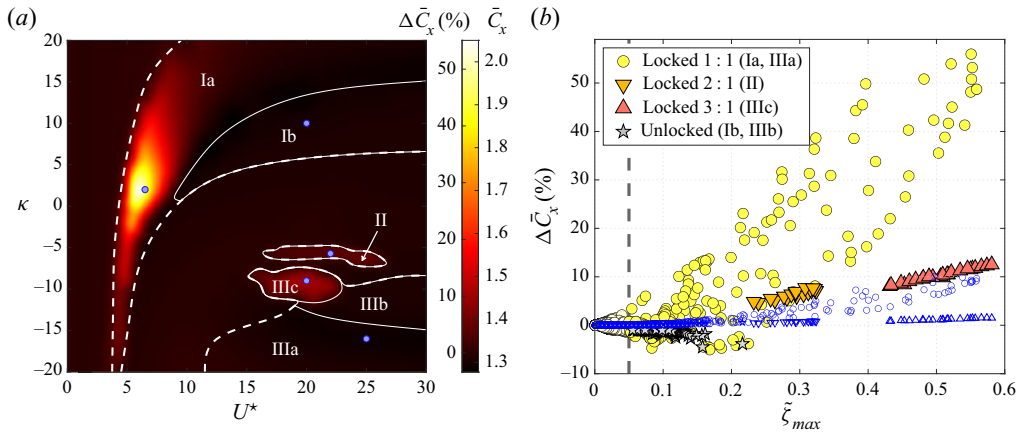 (a)
ΔC̄ₓ (%)
C̄ₓ
20
15
10
5
0
−5
−10
−15
−20
κ
Ia
Ib
II
IIIc
IIIb
IIIa
0
5
10
15
20
25
30
U*
50
40
30
20
10
0
2.0
1.9
1.8
1.7
1.6
1.5
1.4
1.3
(b)
50
40
30
20
10
0
−10
ΔC̄ₓ (%)
Locked 1 : 1 (Ia, IIIa)
Locked 2 : 1 (II)
Locked 3 : 1 (IIIc)
Unlocked (Ib, IIIb)
0
0.1
0.2
0.3
0.4
0.5
0.6
ζ̃max